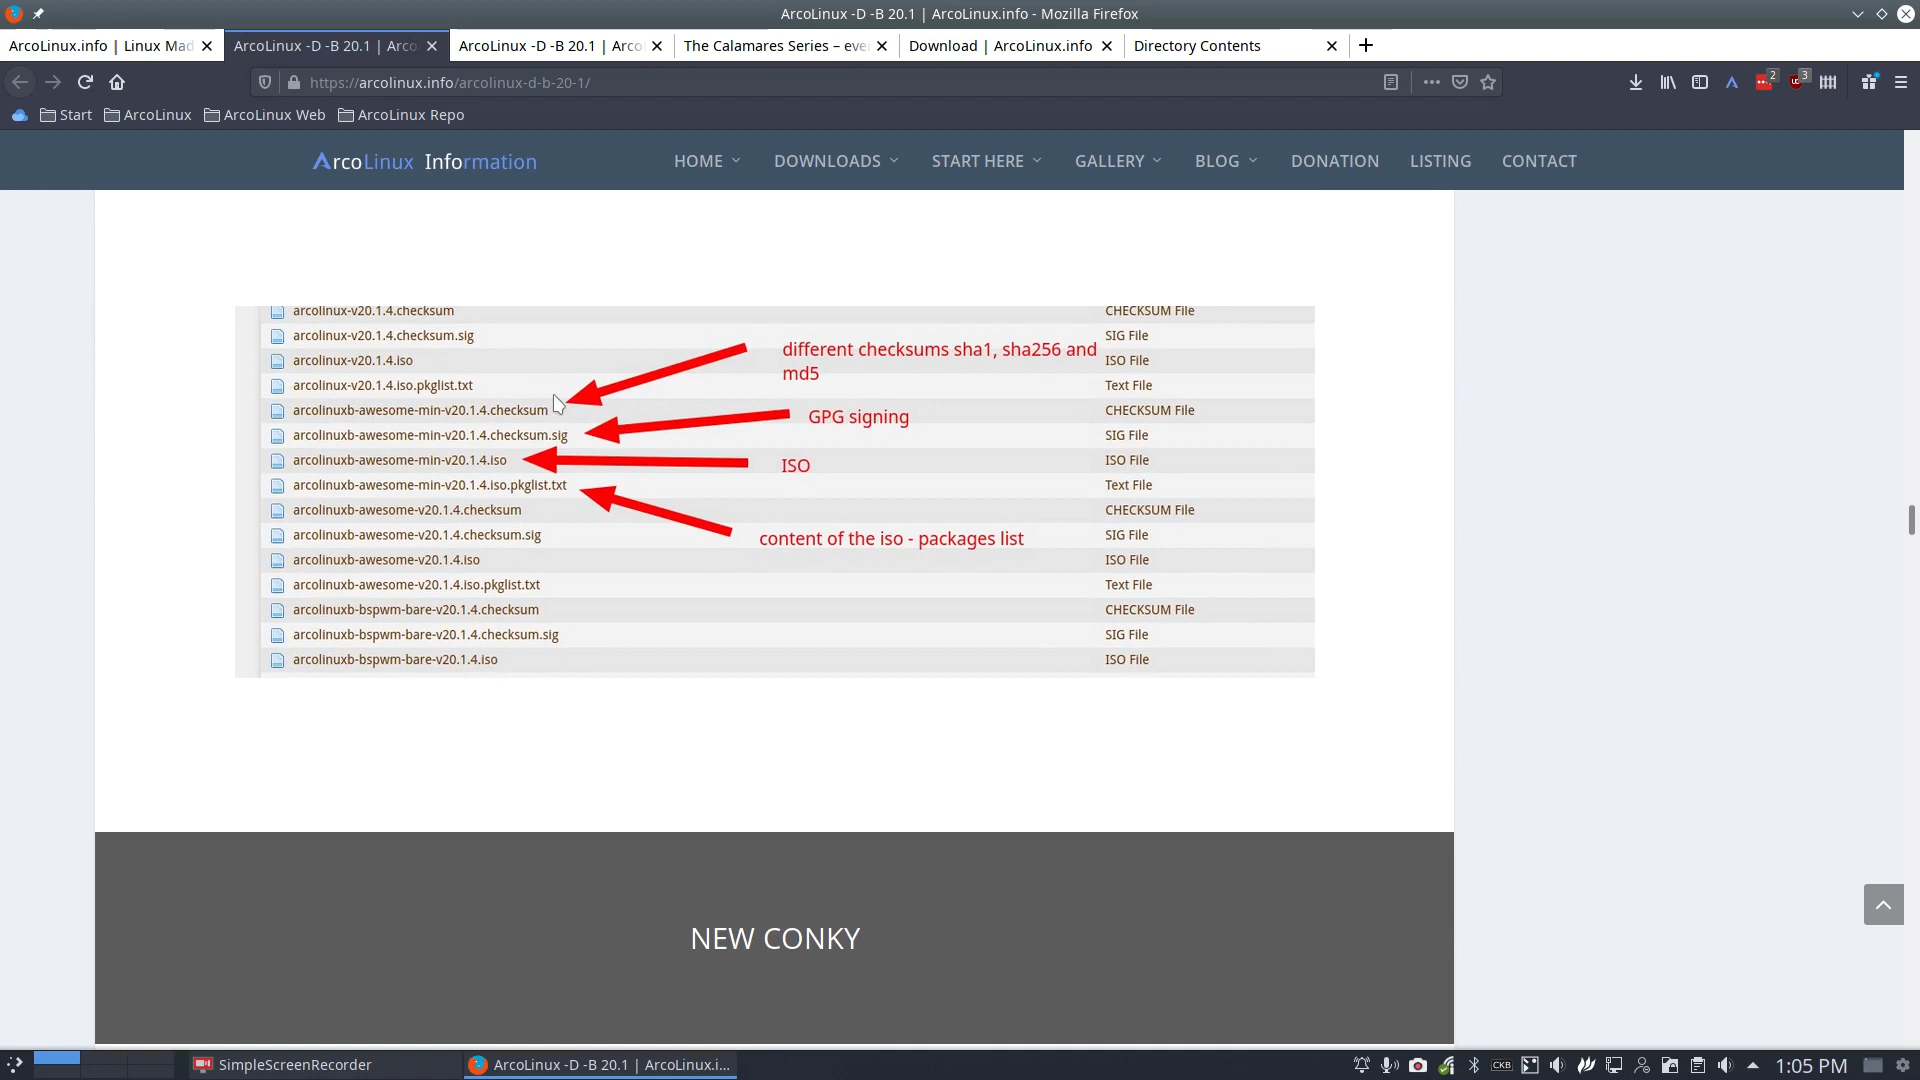 ArcoLinux -D -B 20.1 | ArcoLinux.info - Mozilla Firefox
ArcoLinux.info | Linux Mad
ArcoLinux -D -B 20.1 | Arco
ArcoLinux -D -B 20.1 | Arco
The Calamares Series – eve
Download | ArcoLinux.info
Directory Contents
https://arcolinux.info/arcolinux-d-b-20-1/
2
3
Start
ArcoLinux
ArcoLinux Web
ArcoLinux Repo
ArcoLinux Information
HOME
DOWNLOADS
START HERE
GALLERY
BLOG
DONATION
LISTING
CONTACT
arcolinux-v20.1.4.checksum CHECKSUM File
arcolinux-v20.1.4.checksum.sig SIG File
arcolinux-v20.1.4.iso ISO File
arcolinux-v20.1.4.iso.pkglist.txt Text File
arcolinuxb-awesome-min-v20.1.4.checksum CHECKSUM File
arcolinuxb-awesome-min-v20.1.4.checksum.sig SIG File
arcolinuxb-awesome-min-v20.1.4.iso ISO File
arcolinuxb-awesome-min-v20.1.4.iso.pkglist.txt Text File
arcolinuxb-awesome-v20.1.4.checksum CHECKSUM File
arcolinuxb-awesome-v20.1.4.checksum.sig SIG File
arcolinuxb-awesome-v20.1.4.iso ISO File
arcolinuxb-awesome-v20.1.4.iso.pkglist.txt Text File
arcolinuxb-bspwm-bare-v20.1.4.checksum CHECKSUM File
arcolinuxb-bspwm-bare-v20.1.4.checksum.sig SIG File
arcolinuxb-bspwm-bare-v20.1.4.iso ISO File
different checksums sha1, sha256 and
md5
GPG signing
ISO
content of the iso - packages list
NEW CONKY
SimpleScreenRecorder
ArcoLinux -D -B 20.1 | ArcoLinux.i...
CKB
1:05 PM